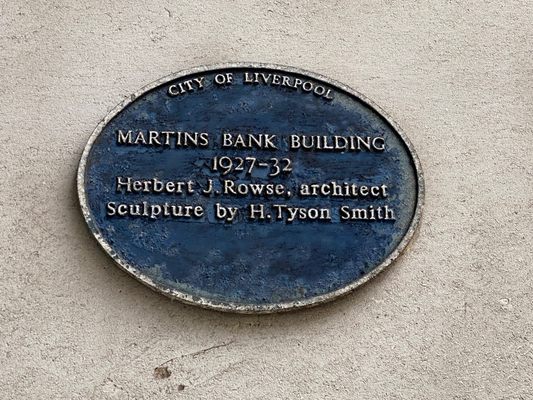 CITY OF LIVERPOOL
MARTINS BANK BUILDING
1927-32
Herbert J. Rowse, architect
Sculpture by H. Tyson Smith